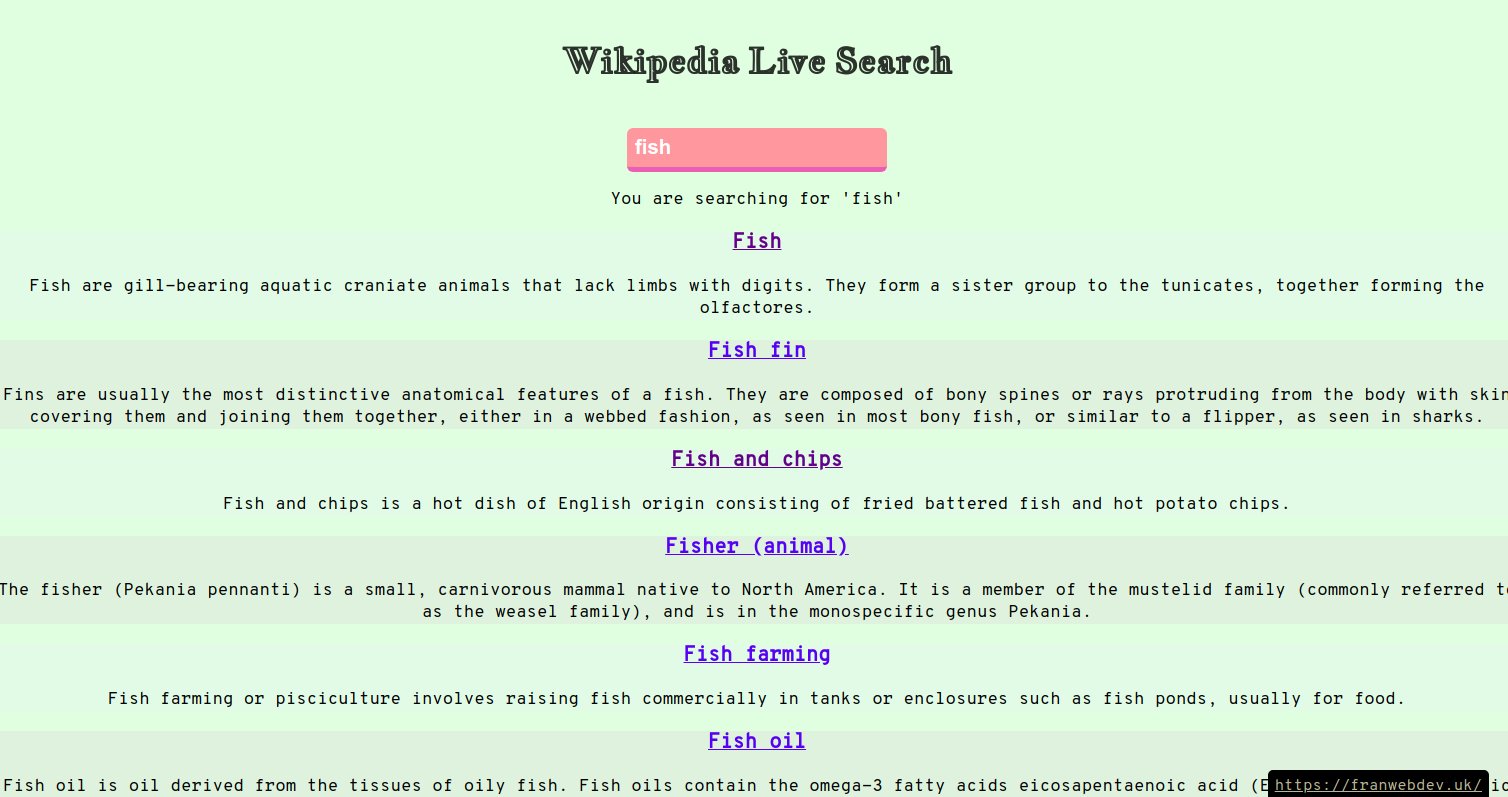 Wikipedia Live Search
fish
You are searching for 'fish'
Fish
Fish are gill-bearing aquatic craniate animals that lack limbs with digits. They form a sister group to the tunicates, together forming the
olfactores.
Fish fin
Fins are usually the most distinctive anatomical features of a fish. They are composed of bony spines or rays protruding from the body with skin
covering them and joining them together, either in a webbed fashion, as seen in most bony fish, or similar to a flipper, as seen in sharks.
Fish and chips
Fish and chips is a hot dish of English origin consisting of fried battered fish and hot potato chips.
Fisher (animal)
The fisher (Pekania pennanti) is a small, carnivorous mammal native to North America. It is a member of the mustelid family (commonly referred to
as the weasel family), and is in the monospecific genus Pekania.
Fish farming
Fish farming or pisciculture involves raising fish commercially in tanks or enclosures such as fish ponds, usually for food.
Fish oil
Fish oil is oil derived from the tissues of oily fish. Fish oils contain the omega-3 fatty acids eicosapentaenoic acid
https://franwebdev.uk/